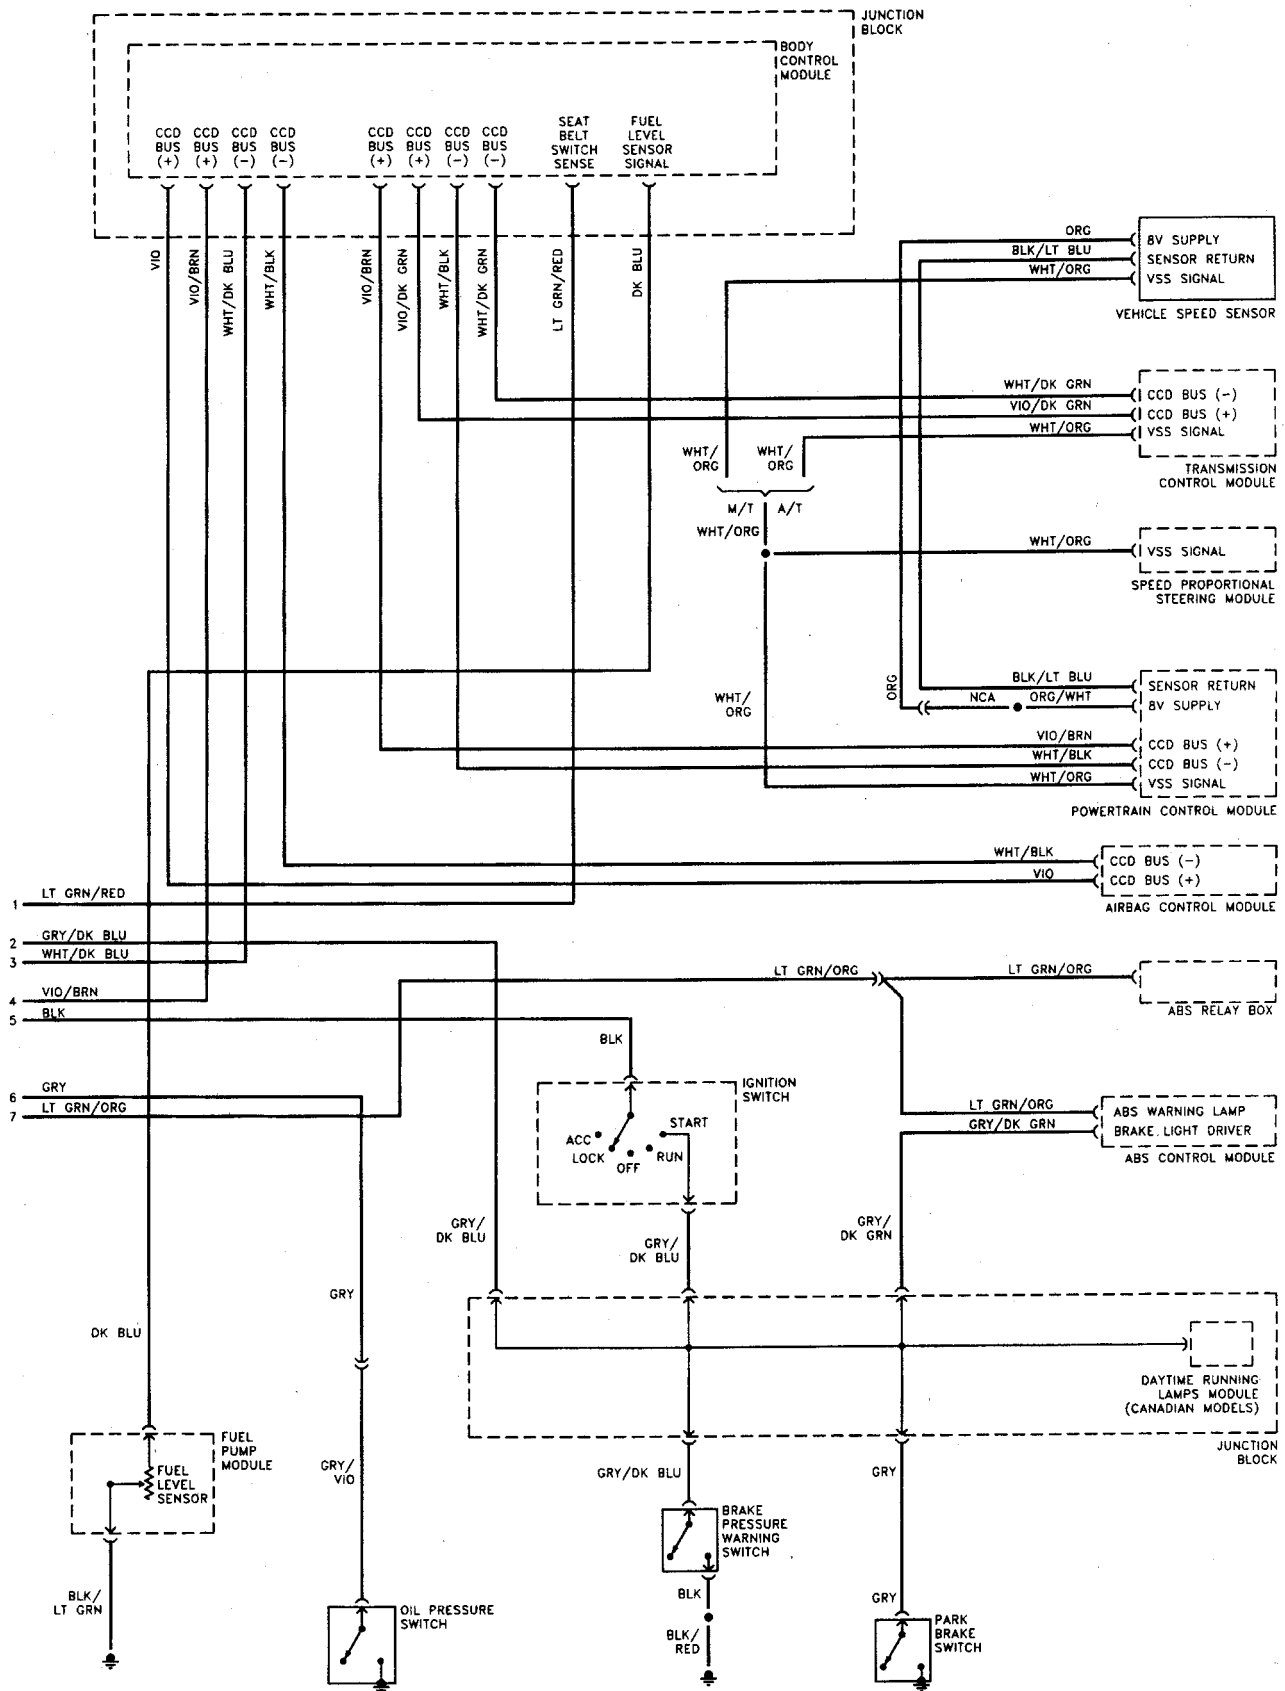 JUNCTION
BLOCK
BODY
CONTROL
MODULE
CCD
BUS
(+)
CCD
BUS
(+)
CCD
BUS
(-)
CCD
BUS
(-)
CCD
BUS
(+)
CCD
BUS
(+)
CCD
BUS
(-)
CCD
BUS
(-)
SEAT
BELT
SWITCH
SENSE
FUEL
LEVEL
SENSOR
SIGNAL
VIO
VIO/BRN
WHT/DK BLU
WHT/BLK
VIO/BRN
VIO/DK GRN
WHT/BLK
WHT/DK GRN
LT GRN/RED
DK BLU
ORG
8V SUPPLY
BLK/LT BLU
SENSOR RETURN
WHT/ORG
VSS SIGNAL
VEHICLE SPEED SENSOR
WHT/DK GRN
CCD BUS (-)
VIO/DK GRN
CCD BUS (+)
WHT/ORG
VSS SIGNAL
TRANSMISSION
CONTROL MODULE
WHT/
ORG
WHT/
ORG
M/T
A/T
WHT/ORG
WHT/ORG
VSS SIGNAL
SPEED PROPORTIONAL
STEERING MODULE
WHT/
ORG
ORG
BLK/LT BLU
SENSOR RETURN
NCA
ORG/WHT
8V SUPPLY
VIO/BRN
CCD BUS (+)
WHT/BLK
CCD BUS (-)
WHT/ORG
VSS SIGNAL
POWERTRAIN CONTROL MODULE
WHT/BLK
CCD BUS (-)
VIO
CCD BUS (+)
AIRBAG CONTROL MODULE
1 LT GRN/RED
2 GRY/DK BLU
3 WHT/DK BLU
4 VIO/BRN
5 BLK
6 GRY
7 LT GRN/ORG
LT GRN/ORG
LT GRN/ORG
ABS RELAY BOX
BLK
IGNITION
SWITCH
ACC
LOCK
OFF
RUN
START
LT GRN/ORG
ABS WARNING LAMP
GRY/DK GRN
BRAKE LIGHT DRIVER
ABS CONTROL MODULE
GRY/
DK BLU
GRY/
DK BLU
GRY/
DK GRN
GRY
DK BLU
DAYTIME RUNNING
LAMPS MODULE
(CANADIAN MODELS)
JUNCTION
BLOCK
FUEL
PUMP
MODULE
FUEL
LEVEL
SENSOR
GRY/
VIO
GRY/DK BLU
GRY
BRAKE
PRESSURE
WARNING
SWITCH
BLK/
LT GRN
OIL PRESSURE
SWITCH
BLK
BLK/
RED
GRY
PARK
BRAKE
SWITCH